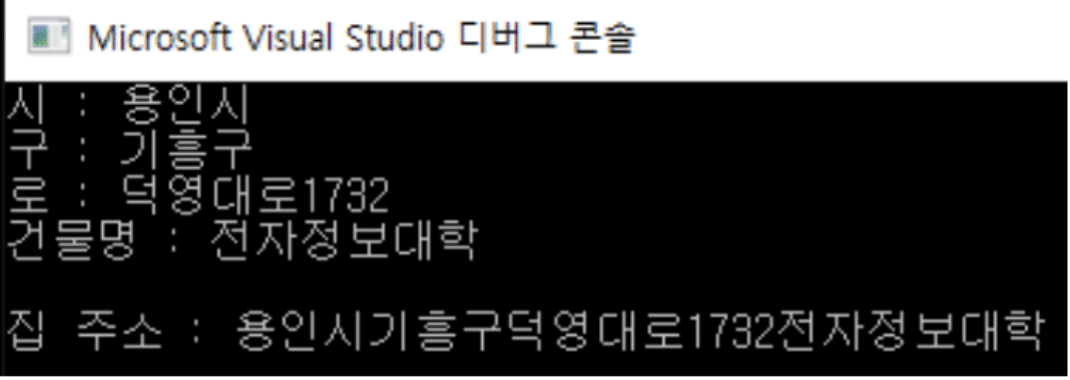 Microsoft Visual Studio 디버그 콘솔
시 : 용인시
구 : 기흥구
로 : 덕영대로1732
건물명 : 전자정보대학
집 주소 : 용인시기흥구덕영대로1732전자정보대학